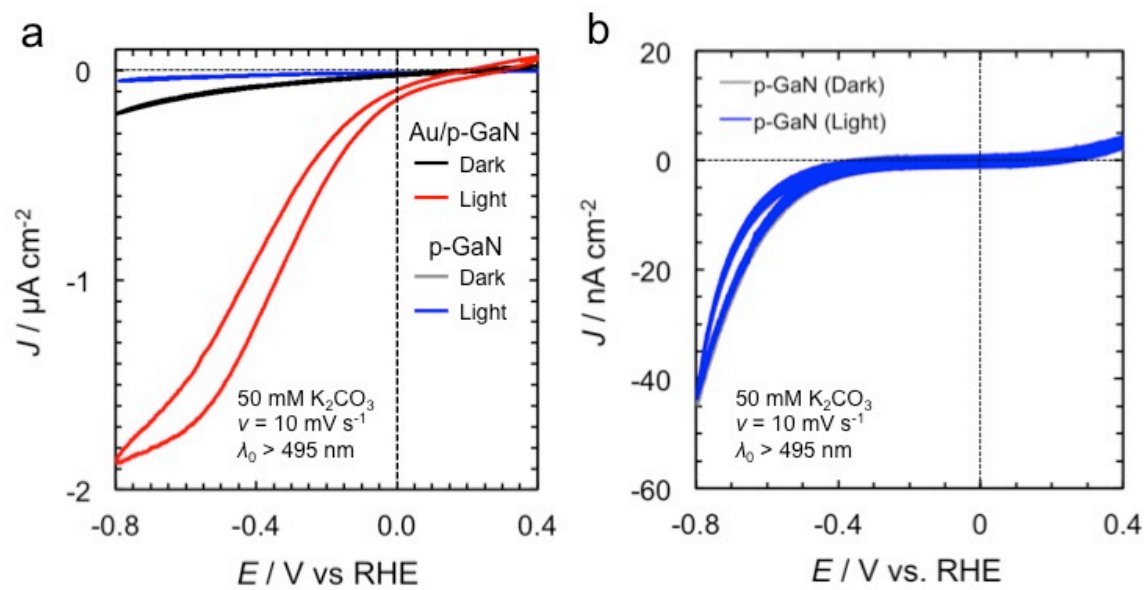 a
0
-1
-2
J / µA cm⁻²
Au/p-GaN
Dark
Light
p-GaN
Dark
Light
50 mM K₂CO₃
v = 10 mV s⁻¹
λ₀ > 495 nm
-0.8
-0.4
0.0
0.4
E / V vs RHE
b
20
0
-20
-40
-60
J / nA cm⁻²
p-GaN (Dark)
p-GaN (Light)
50 mM K₂CO₃
v = 10 mV s⁻¹
λ₀ > 495 nm
-0.8
-0.4
0
0.4
E / V vs. RHE